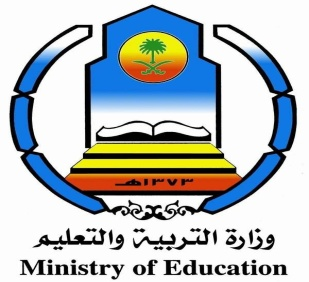 ١٣٧٣هـ
وزارة التربية والتعليم
Ministry of Education